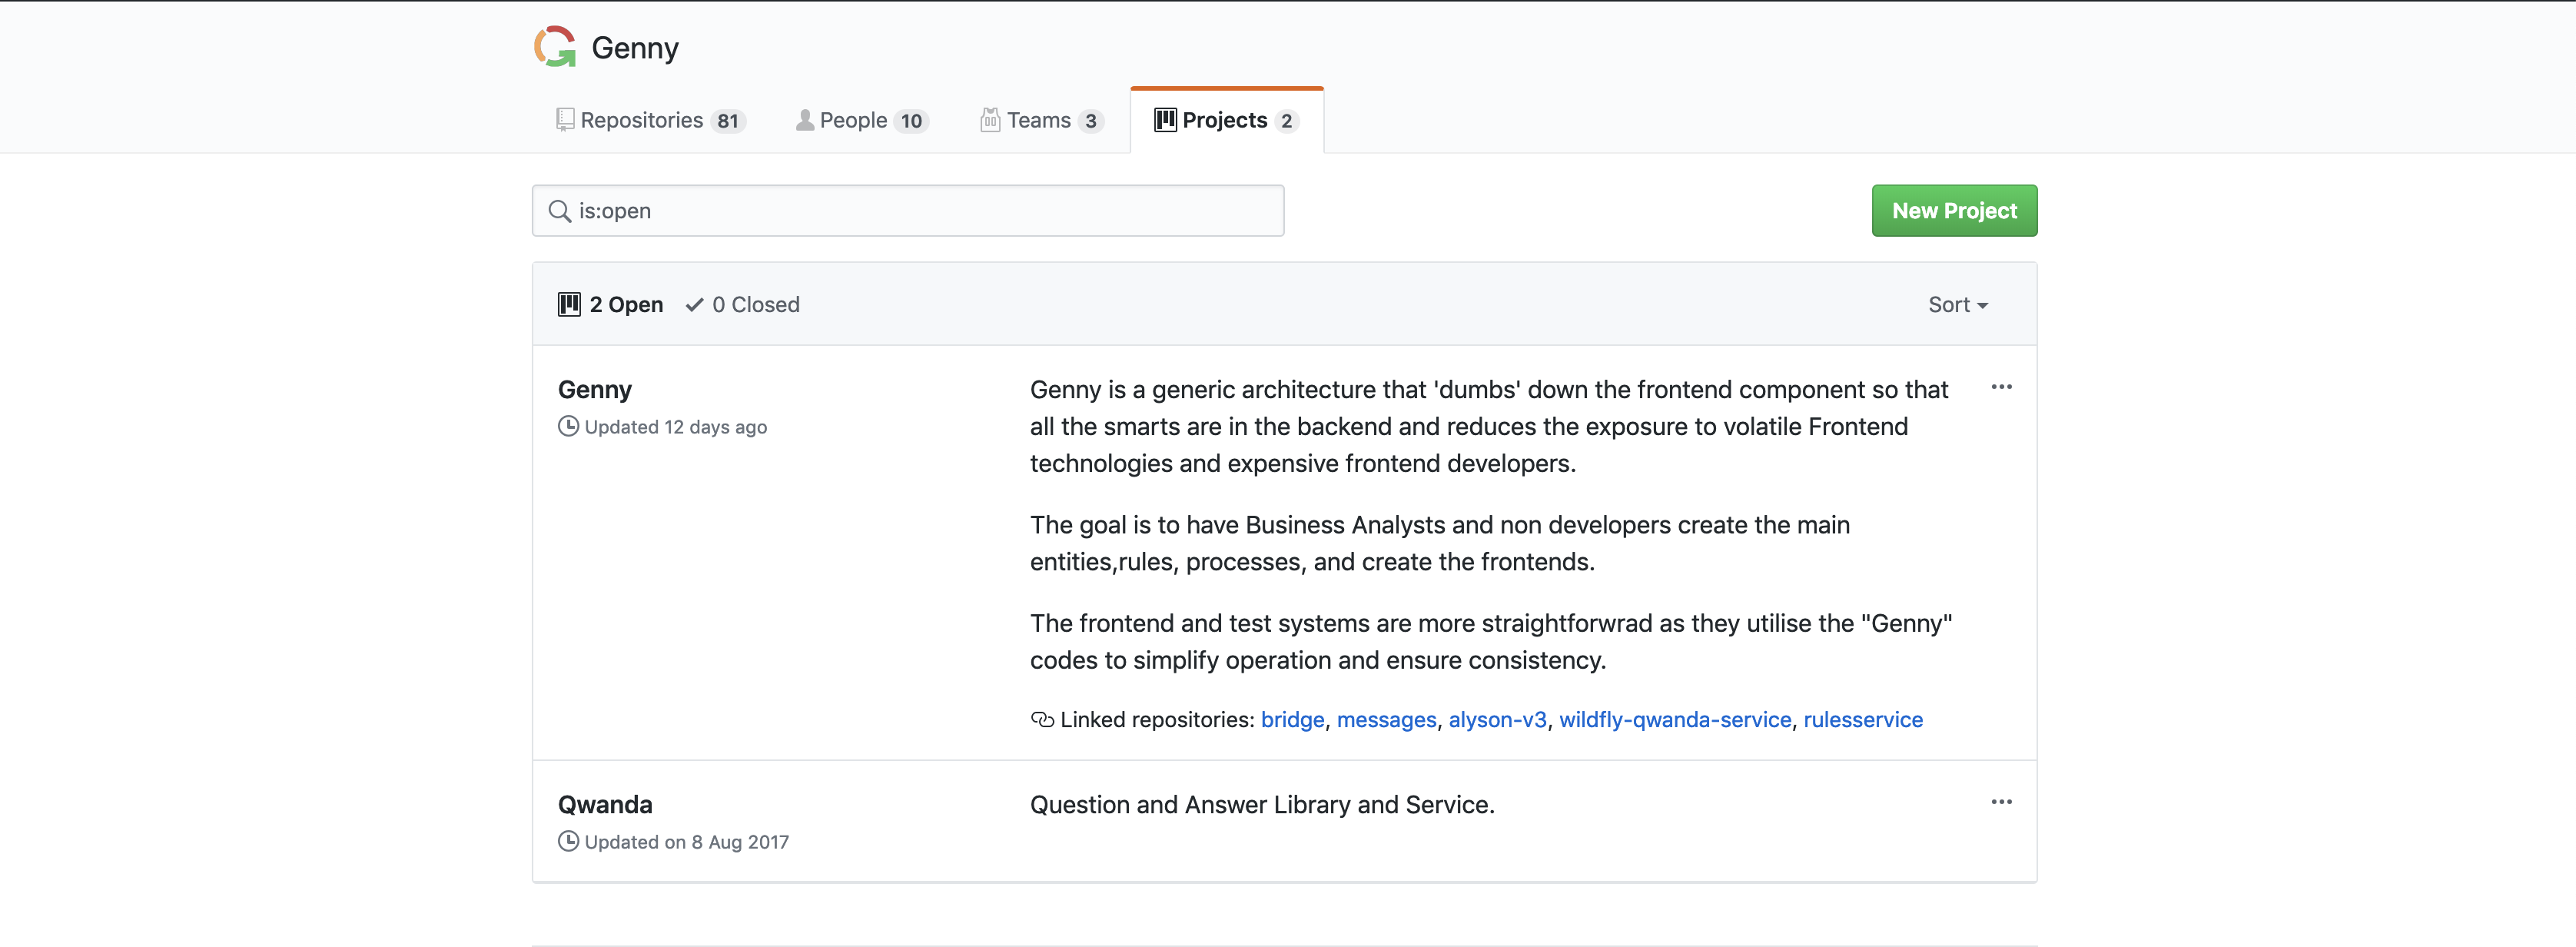 Genny
Repositories 81 People 10 Teams 3 Projects 2
is:open
New Project
2 Open 0 Closed
Sort
Genny
Updated 12 days ago
Genny is a generic architecture that 'dumbs' down the frontend component so that
all the smarts are in the backend and reduces the exposure to volatile Frontend
technologies and expensive frontend developers.
The goal is to have Business Analysts and non developers create the main
entities,rules, processes, and create the frontends.
The frontend and test systems are more straightforwrad as they utilise the "Genny"
codes to simplify operation and ensure consistency.
Linked repositories: bridge, messages, alyson-v3, wildfly-qwanda-service, rulesservice
Qwanda
Updated on 8 Aug 2017
Question and Answer Library and Service.